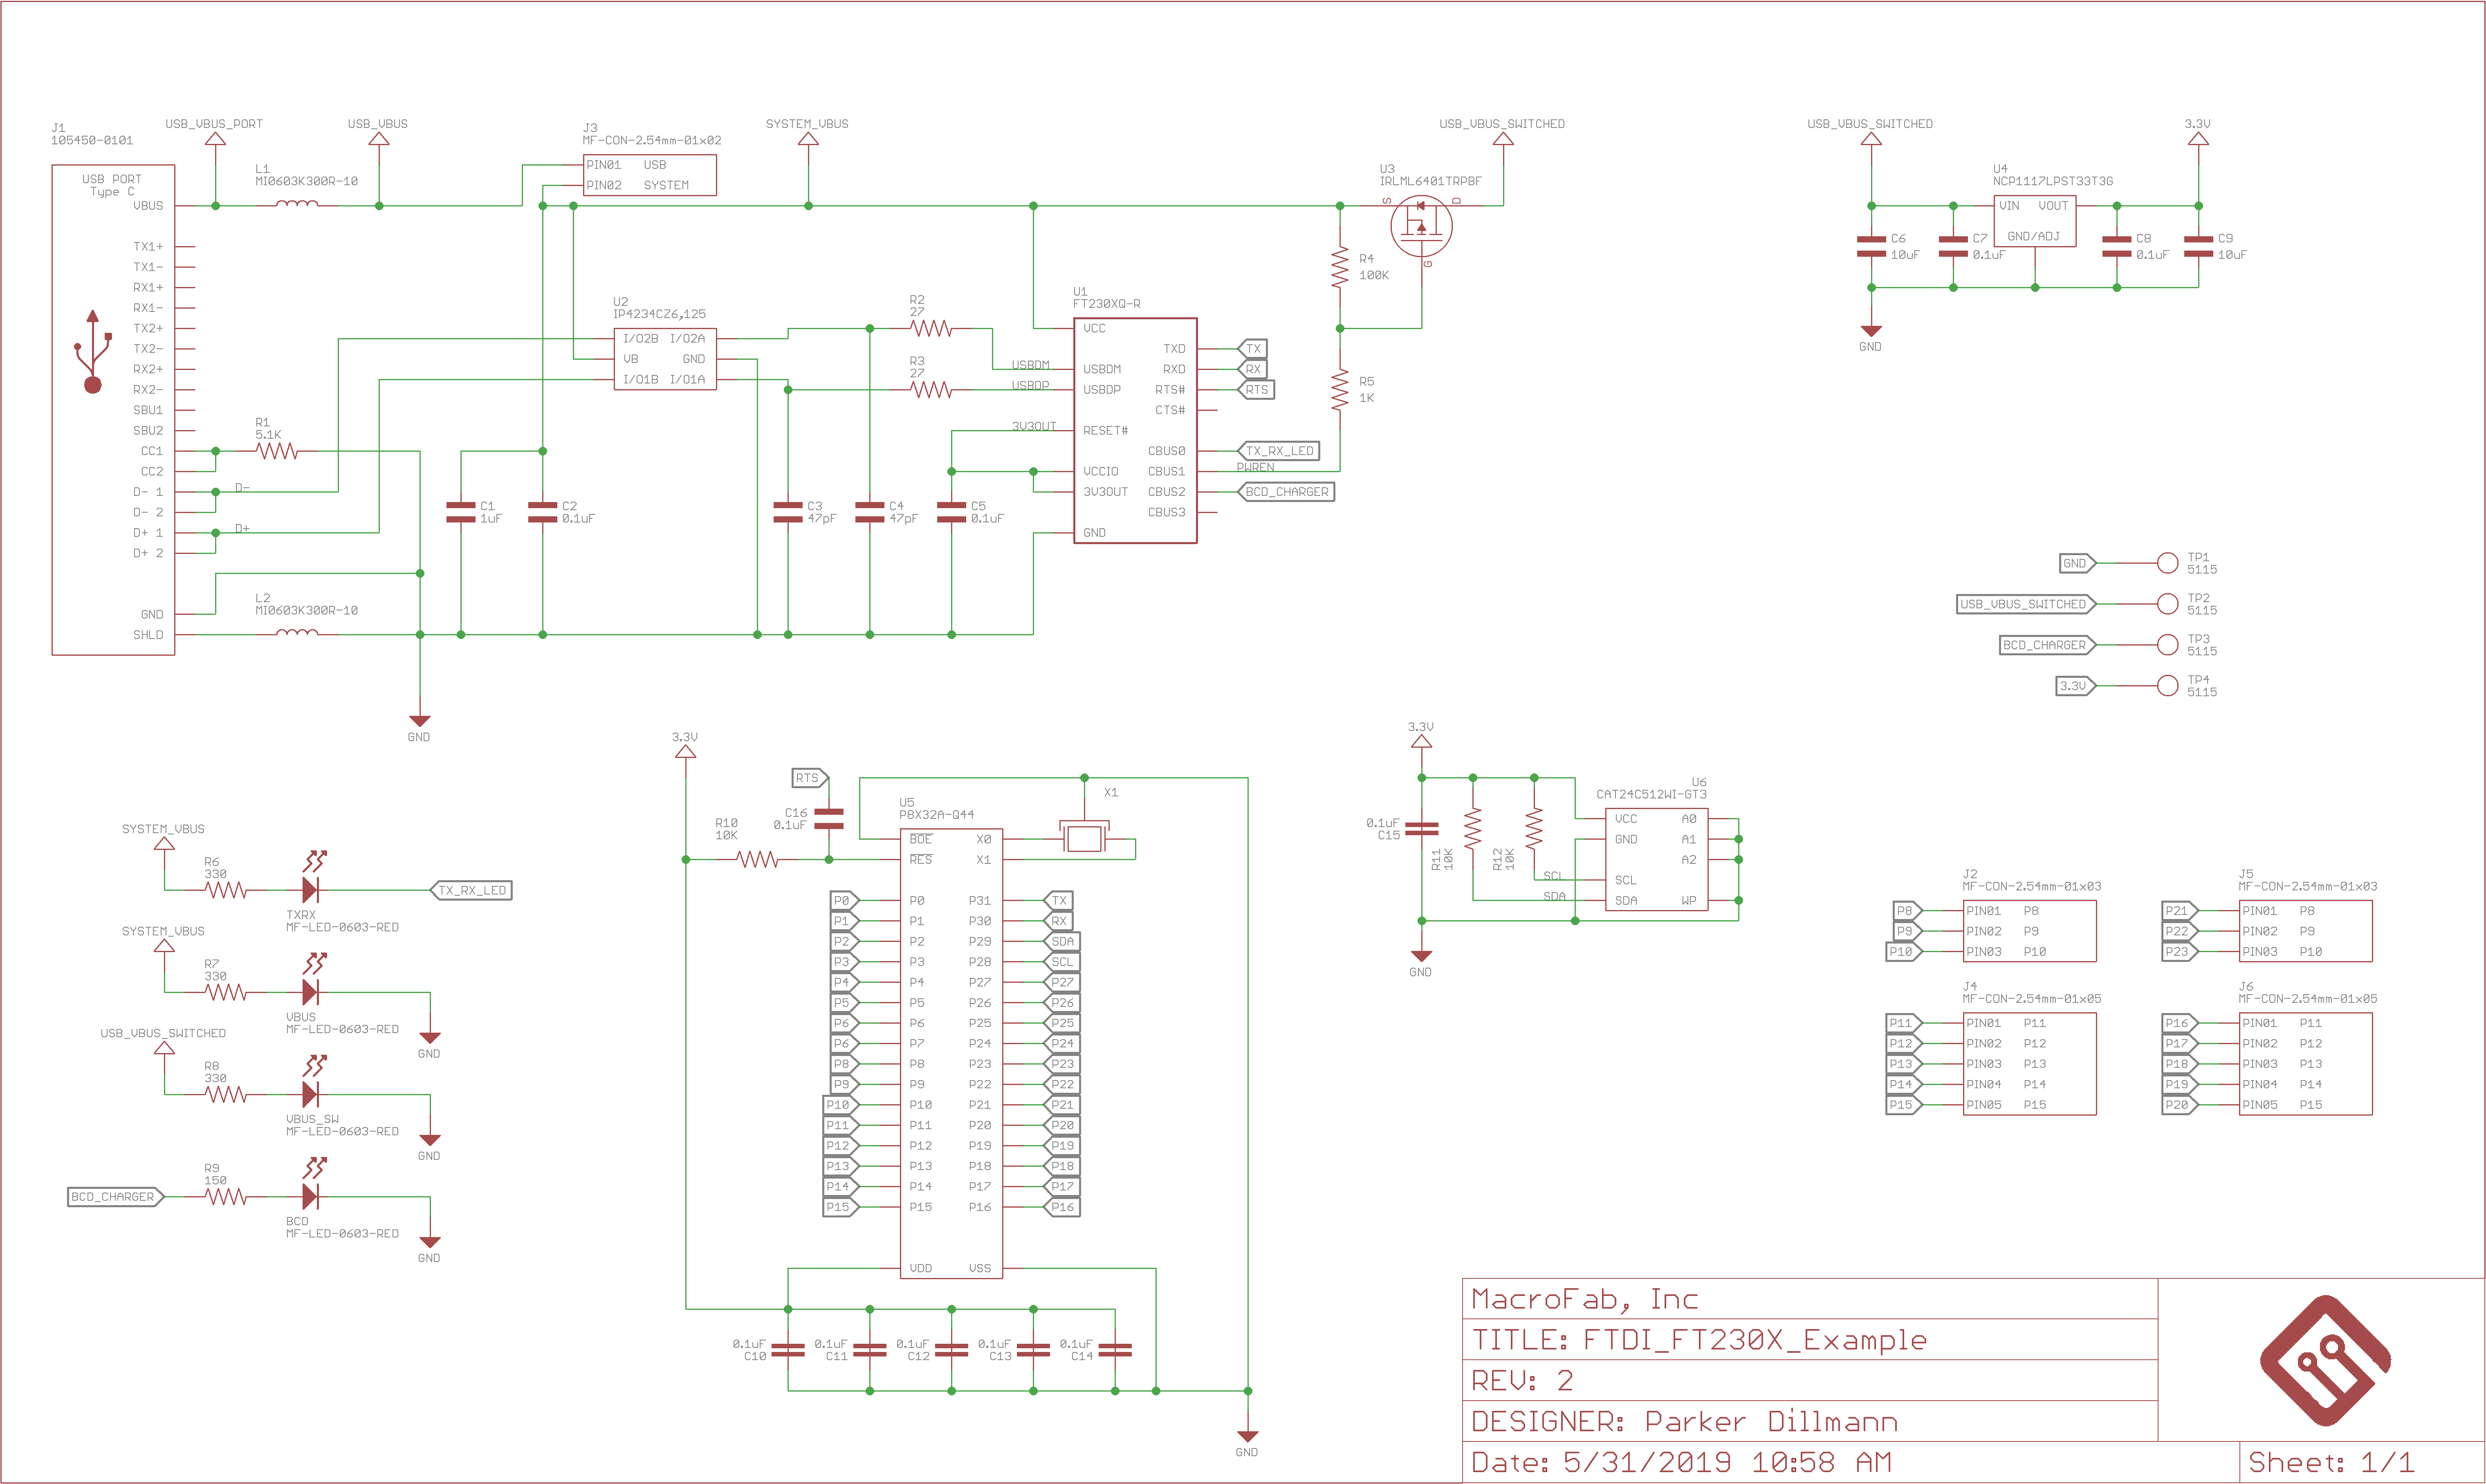 J1
105450-0101
USB PORT
Type C
VBUS
TX1+
TX1-
RX1+
RX1-
TX2+
TX2-
RX2+
RX2-
SBU1
SBU2
CC1
CC2
D- 1
D- 2
D+ 1
D+ 2
GND
SHLD
USB_VBUS_PORT
L1
MI0603K300R-10
USB_VBUS
R1
5.1K
D-
D+
L2
MI0603K300R-10
GND
J3
MF-CON-2.54mm-01x02
PIN01 USB
PIN02 SYSTEM
SYSTEM_VBUS
C1
1uF
C2
0.1uF
U2
IP4234CZ6,125
I/O2B I/O2A
VB GND
I/O1B I/O1A
C3
47pF
C4
47pF
C5
0.1uF
R2
27
R3
27
USBDM
USBDP
3V3OUT
U1
FT230XQ-R
VCC
USBDM
USBDP
RESET#
VCCIO
3V3OUT
GND
TXD
RXD
RTS#
CTS#
CBUS0
CBUS1
CBUS2
CBUS3
TX
RX
RTS
TX_RX_LED
PWREN
BCD_CHARGER
R4
100K
R5
1K
U3
IRLML6401TRPBF
S
D
G
USB_VBUS_SWITCHED
USB_VBUS_SWITCHED
3.3V
U4
NCP1117LPST33T3G
VIN VOUT
GND/ADJ
C6
10uF
C7
0.1uF
C8
0.1uF
C9
10uF
GND
GND
TP1
5115
USB_VBUS_SWITCHED
TP2
5115
BCD_CHARGER
TP3
5115
3.3V
TP4
5115
SYSTEM_VBUS
R6
330
TXRX
MF-LED-0603-RED
TX_RX_LED
SYSTEM_VBUS
R7
330
VBUS
MF-LED-0603-RED
GND
USB_VBUS_SWITCHED
R8
330
VBUS_SW
MF-LED-0603-RED
GND
BCD_CHARGER
R9
150
BCD
MF-LED-0603-RED
GND
3.3V
RTS
R10
10K
C16
0.1uF
U5
P8X32A-Q44
X1
BOE X0
RES X1
P0 P0 P31 TX
P1 P1 P30 RX
P2 P2 P29 SDA
P3 P3 P28 SCL
P4 P4 P27 P27
P5 P5 P26 P26
P6 P6 P25 P25
P6 P7 P24 P24
P8 P8 P23 P23
P9 P9 P22 P22
P10 P10 P21 P21
P11 P11 P20 P20
P12 P12 P19 P19
P13 P13 P18 P18
P14 P14 P17 P17
P15 P15 P16 P16
VDD VSS
0.1uF
C10
0.1uF
C11
0.1uF
C12
0.1uF
C13
0.1uF
C14
GND
3.3V
0.1uF
C15
R11
10K
R12
10K
SCL
SDA
U6
CAT24C512WI-GT3
VCC A0
GND A1
A2
SCL
SDA WP
GND
J2
MF-CON-2.54mm-01x03
P8 PIN01 P8
P9 PIN02 P9
P10 PIN03 P10
J5
MF-CON-2.54mm-01x03
P21 PIN01 P8
P22 PIN02 P9
P23 PIN03 P10
J4
MF-CON-2.54mm-01x05
P11 PIN01 P11
P12 PIN02 P12
P13 PIN03 P13
P14 PIN04 P14
P15 PIN05 P15
J6
MF-CON-2.54mm-01x05
P16 PIN01 P11
P17 PIN02 P12
P18 PIN03 P13
P19 PIN04 P14
P20 PIN05 P15
MacroFab, Inc
TITLE: FTDI_FT230X_Example
REV: 2
DESIGNER: Parker Dillmann
Date: 5/31/2019 10:58 AM
Sheet: 1/1